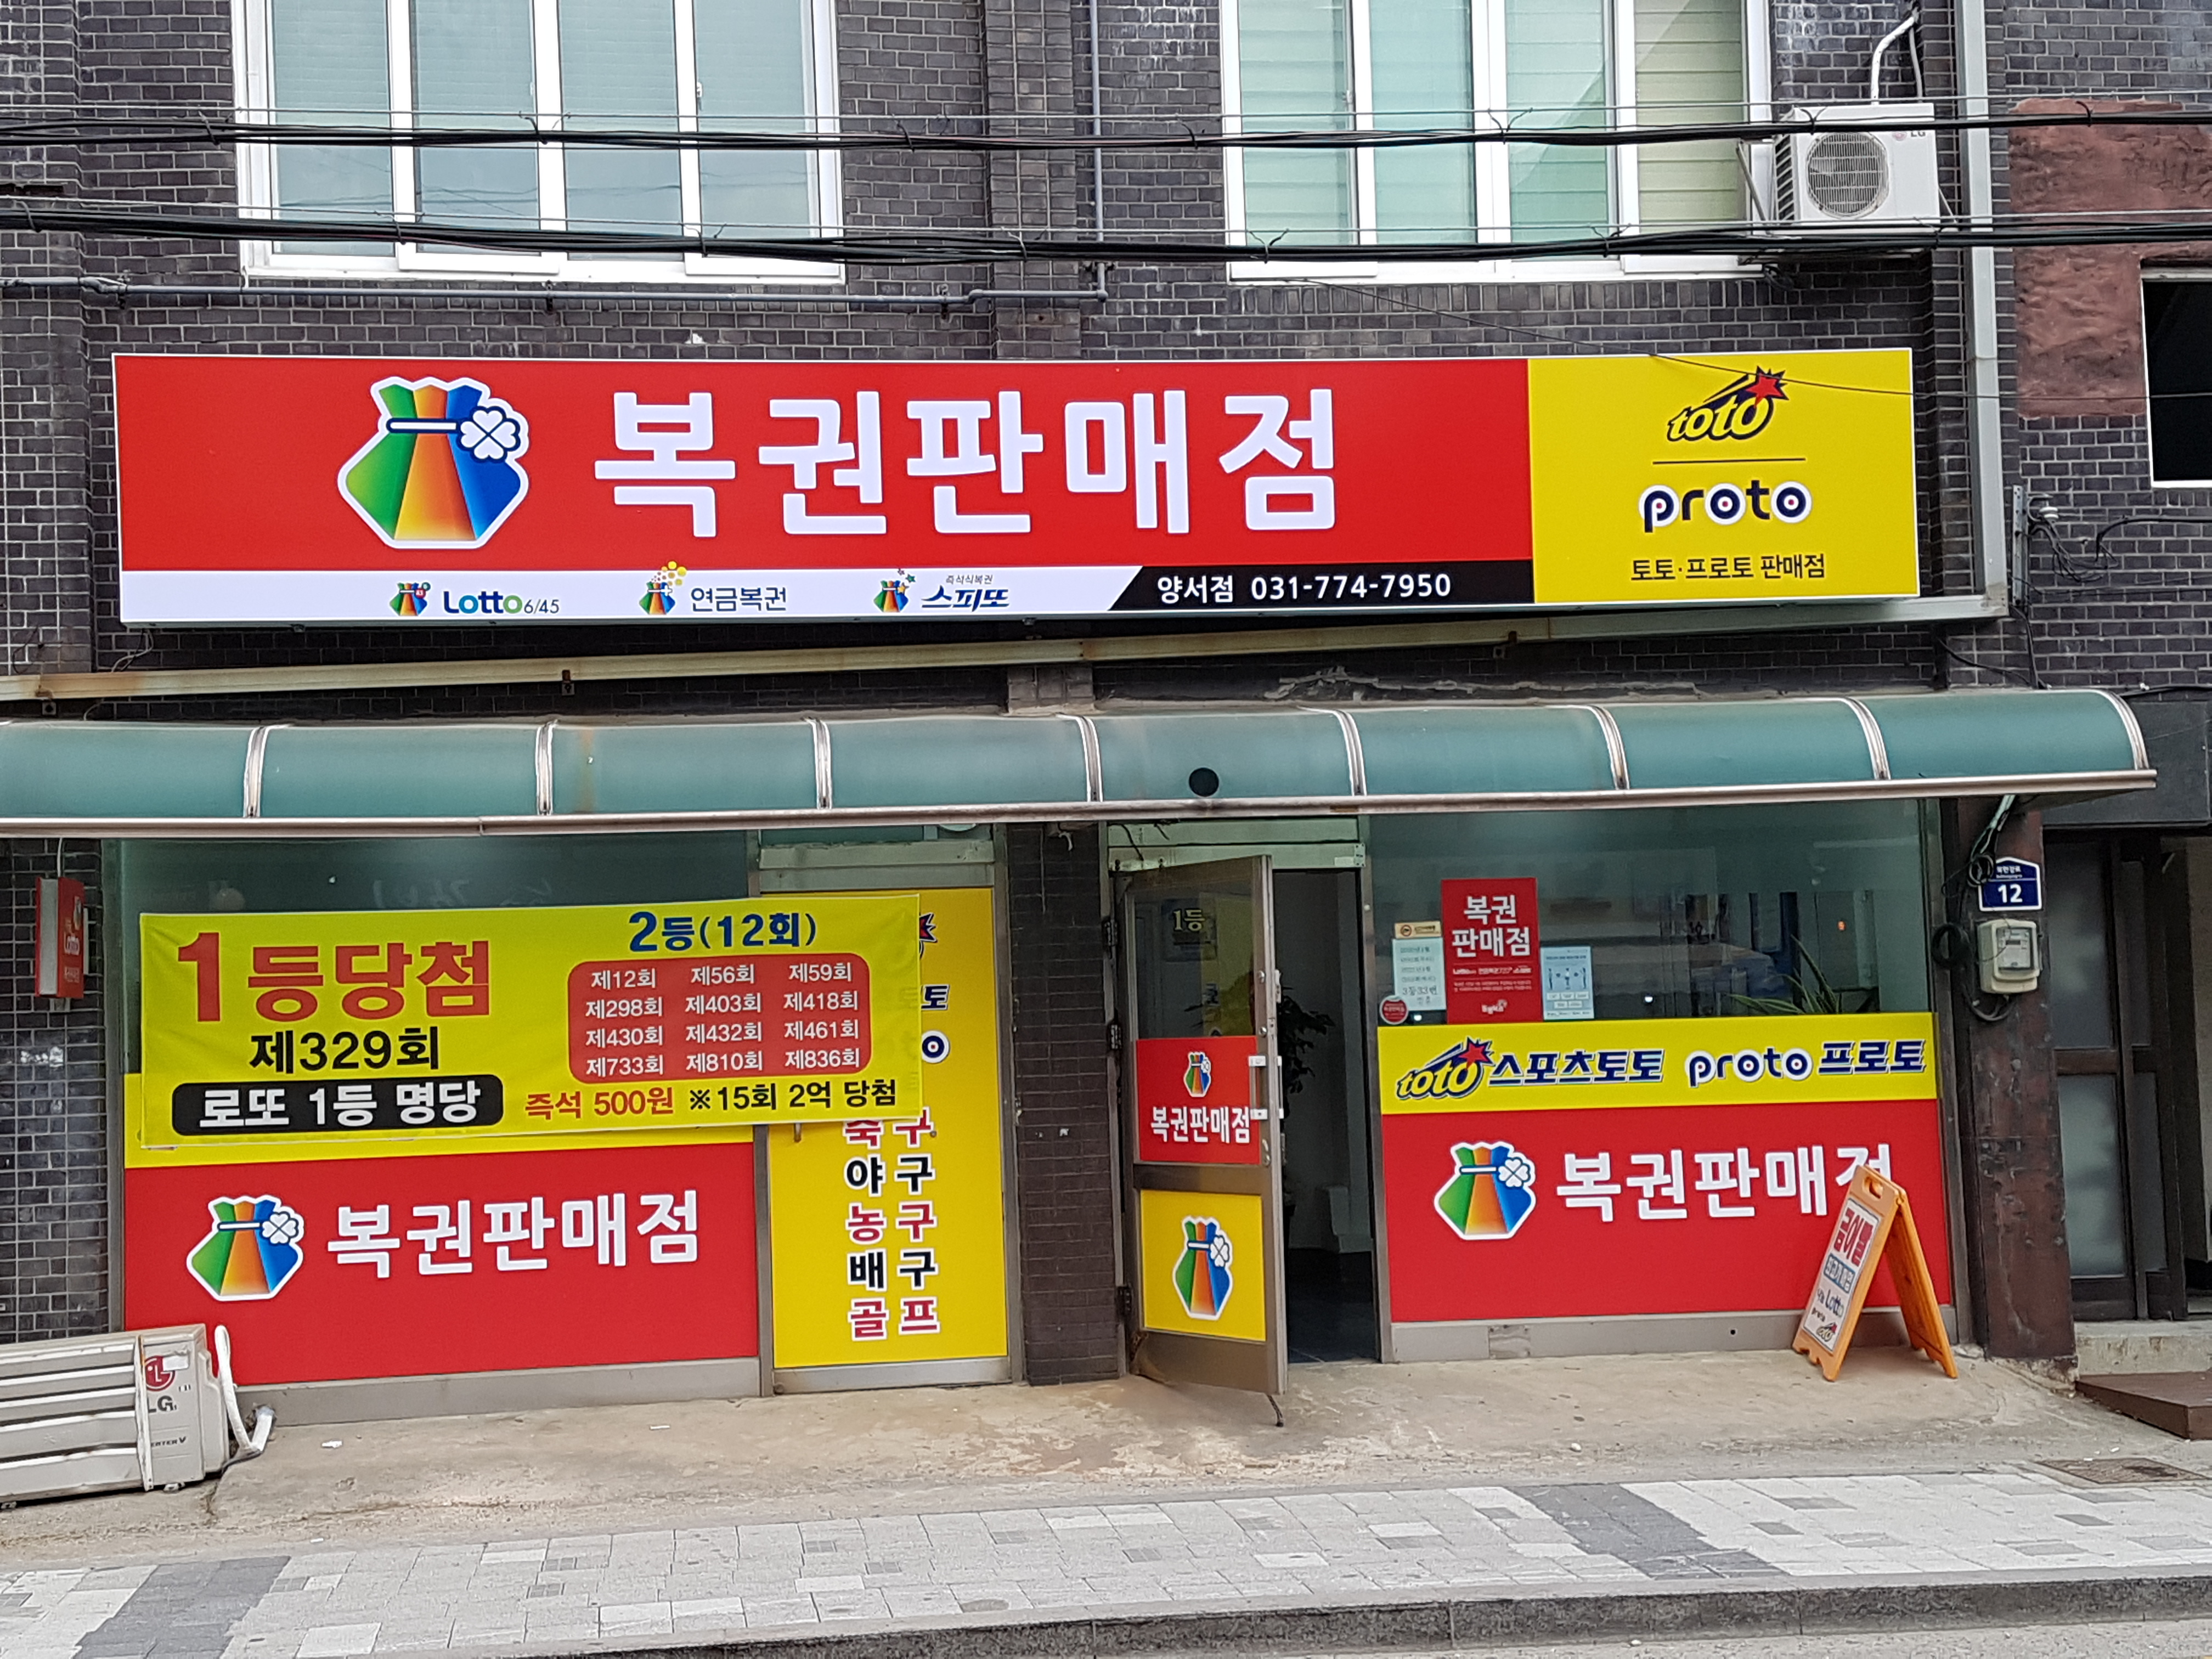 LG
복권판매점
toto
proto
토토·프로토 판매점
Lotto6/45
연금복권
즉석식복권
스피또
양서점 031-774-7950
12
1등당첨
제329회
로또 1등 명당
2등(12회)
제12회 제56회 제59회
제298회 제403회 제418회
제430회 제432회 제461회
제733회 제810회 제836회
즉석 500원 ※15회 2억 당첨
축구
야구
농구
배구
골프
복권판매점
1등
복권판매점
복권
판매점
toto 스포츠토토 proto 프로토
복권판매점
Lotto
LG